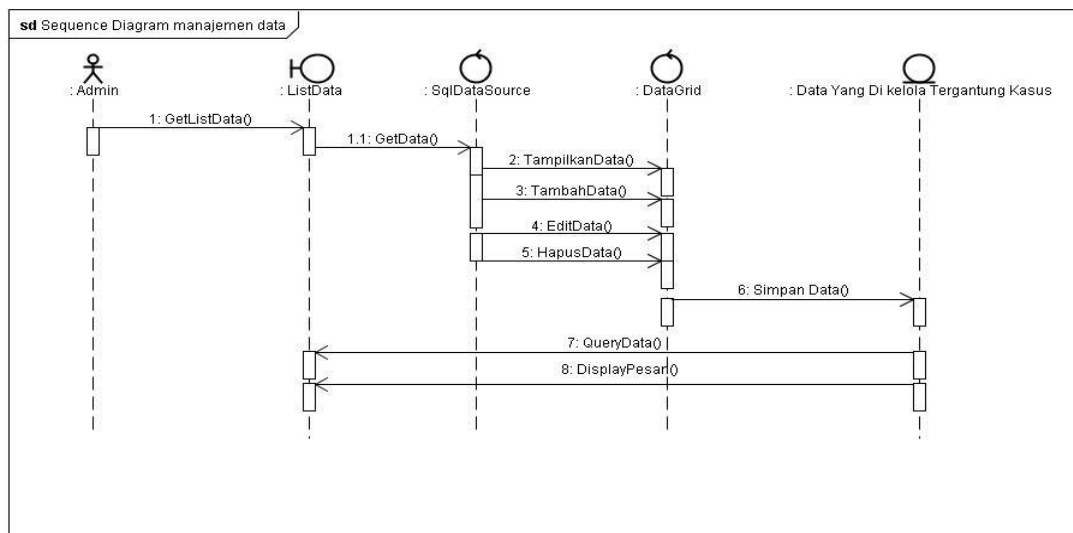 sd Sequence Diagram manajemen data
: Admin
: ListData
: SqlDataSource
: DataGrid
: Data Yang Di kelola Tergantung Kasus
1: GetListData()
1.1: GetData()
2: TampilkanData()
3: TambahData()
4: EditData()
5: HapusData()
6: Simpan Data()
7: QueryData()
8: DisplayPesan()